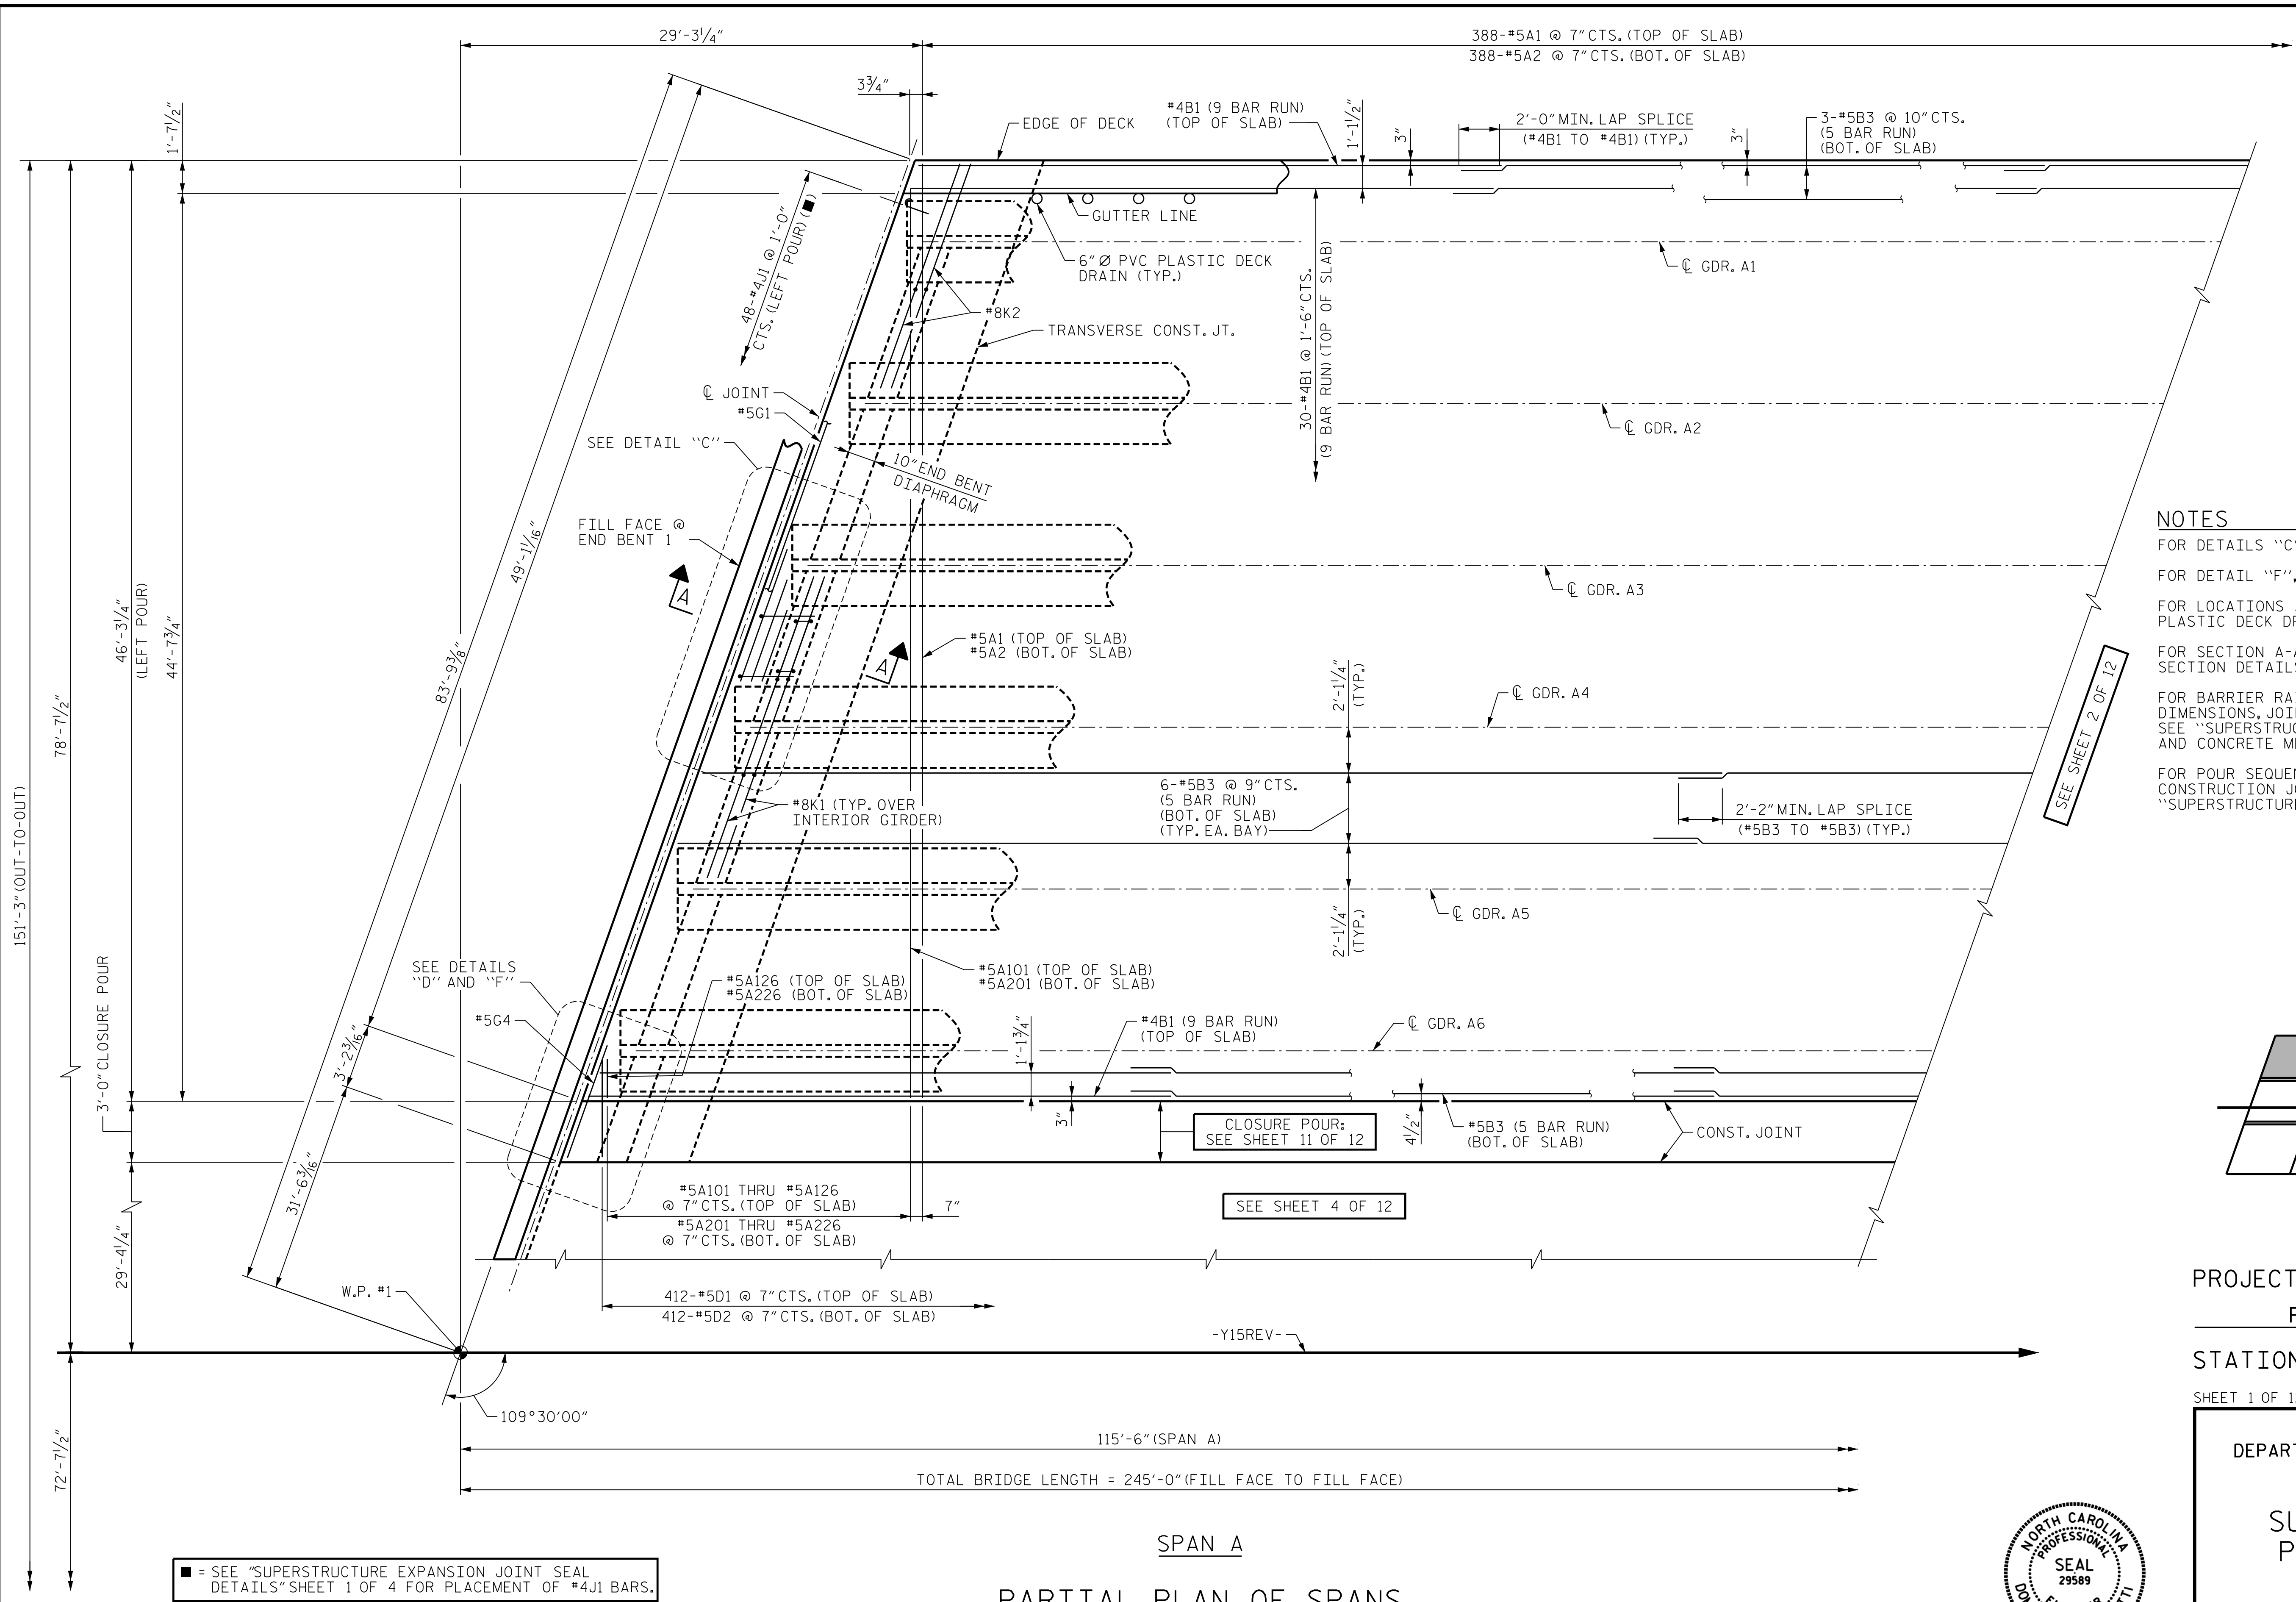 29′-3¼″
388-#5A1 @ 7″ CTS. (TOP OF SLAB)
388-#5A2 @ 7″ CTS. (BOT. OF SLAB)
3¾″
1′-7½″
EDGE OF DECK
#4B1 (9 BAR RUN)
(TOP OF SLAB)
1′-1½″
3″
2′-0″ MIN. LAP SPLICE
(#4B1 TO #4B1) (TYP.)
3″
3-#5B3 @ 10″ CTS.
(5 BAR RUN)
(BOT. OF SLAB)
48-#4J1 @ 1′-0″
CTS. (LEFT POUR) (■)
GUTTER LINE
6″ Ø PVC PLASTIC DECK
DRAIN (TYP.)
℄ GDR. A1
#8K2
TRANSVERSE CONST. JT.
30-#4B1 @ 1′-6″ CTS.
(9 BAR RUN) (TOP OF SLAB)
℄ JOINT
#5G1
SEE DETAIL ‶C″
℄ GDR. A2
10″ END BENT
DIAPHRAGM
FILL FACE @
END BENT 1
49′-1 1/16″
83′-9⅜″
A
A
℄ GDR. A3
#5A1 (TOP OF SLAB)
#5A2 (BOT. OF SLAB)
46′-3¼″
(LEFT POUR)
44′-7¾″
78′-7½″
151′-3″ (OUT-TO-OUT)
2′-1¼″
(TYP.)
℄ GDR. A4
#8K1 (TYP. OVER
INTERIOR GIRDER)
6-#5B3 @ 9″ CTS.
(5 BAR RUN)
(BOT. OF SLAB)
(TYP. EA. BAY)
2′-2″ MIN. LAP SPLICE
(#5B3 TO #5B3) (TYP.)
SEE SHEET 2 OF 12
2′-1¼″
(TYP.)
℄ GDR. A5
SEE DETAILS
‶D″ AND ‶F″
#5A126 (TOP OF SLAB)
#5A226 (BOT. OF SLAB)
#5A101 (TOP OF SLAB)
#5A201 (BOT. OF SLAB)
#5G4
1′-1¾″
#4B1 (9 BAR RUN)
(TOP OF SLAB)
℄ GDR. A6
3′-0″ CLOSURE POUR
3′-2 3/16″
31′-6 3/16″
3″
CLOSURE POUR:
SEE SHEET 11 OF 12
4½″
#5B3 (5 BAR RUN)
(BOT. OF SLAB)
CONST. JOINT
#5A101 THRU #5A126
@ 7″ CTS. (TOP OF SLAB)
#5A201 THRU #5A226
@ 7″ CTS. (BOT. OF SLAB)
7″
SEE SHEET 4 OF 12
29′-4¼″
W.P. #1
412-#5D1 @ 7″ CTS. (TOP OF SLAB)
412-#5D2 @ 7″ CTS. (BOT. OF SLAB)
-Y15REV-
109°30′00″
72′-7½″
115′-6″ (SPAN A)
TOTAL BRIDGE LENGTH = 245′-0″ (FILL FACE TO FILL FACE)
SPAN A
PARTIAL PLAN OF SPANS
■ = SEE ″SUPERSTRUCTURE EXPANSION JOINT SEAL
DETAILS″ SHEET 1 OF 4 FOR PLACEMENT OF #4J1 BARS.
NOTES
FOR DETAILS ‶C″
FOR DETAIL ‶F″,
FOR LOCATIONS
PLASTIC DECK
FOR SECTION A-A
SECTION DETAILS
FOR BARRIER
DIMENSIONS,
SEE
AND CONCRETE
FOR POUR
CONSTRUCTION
PROJECT
STATION
SHEET 1 OF
NORTH CAROLINA
PROFESSIONAL
SEAL
29589